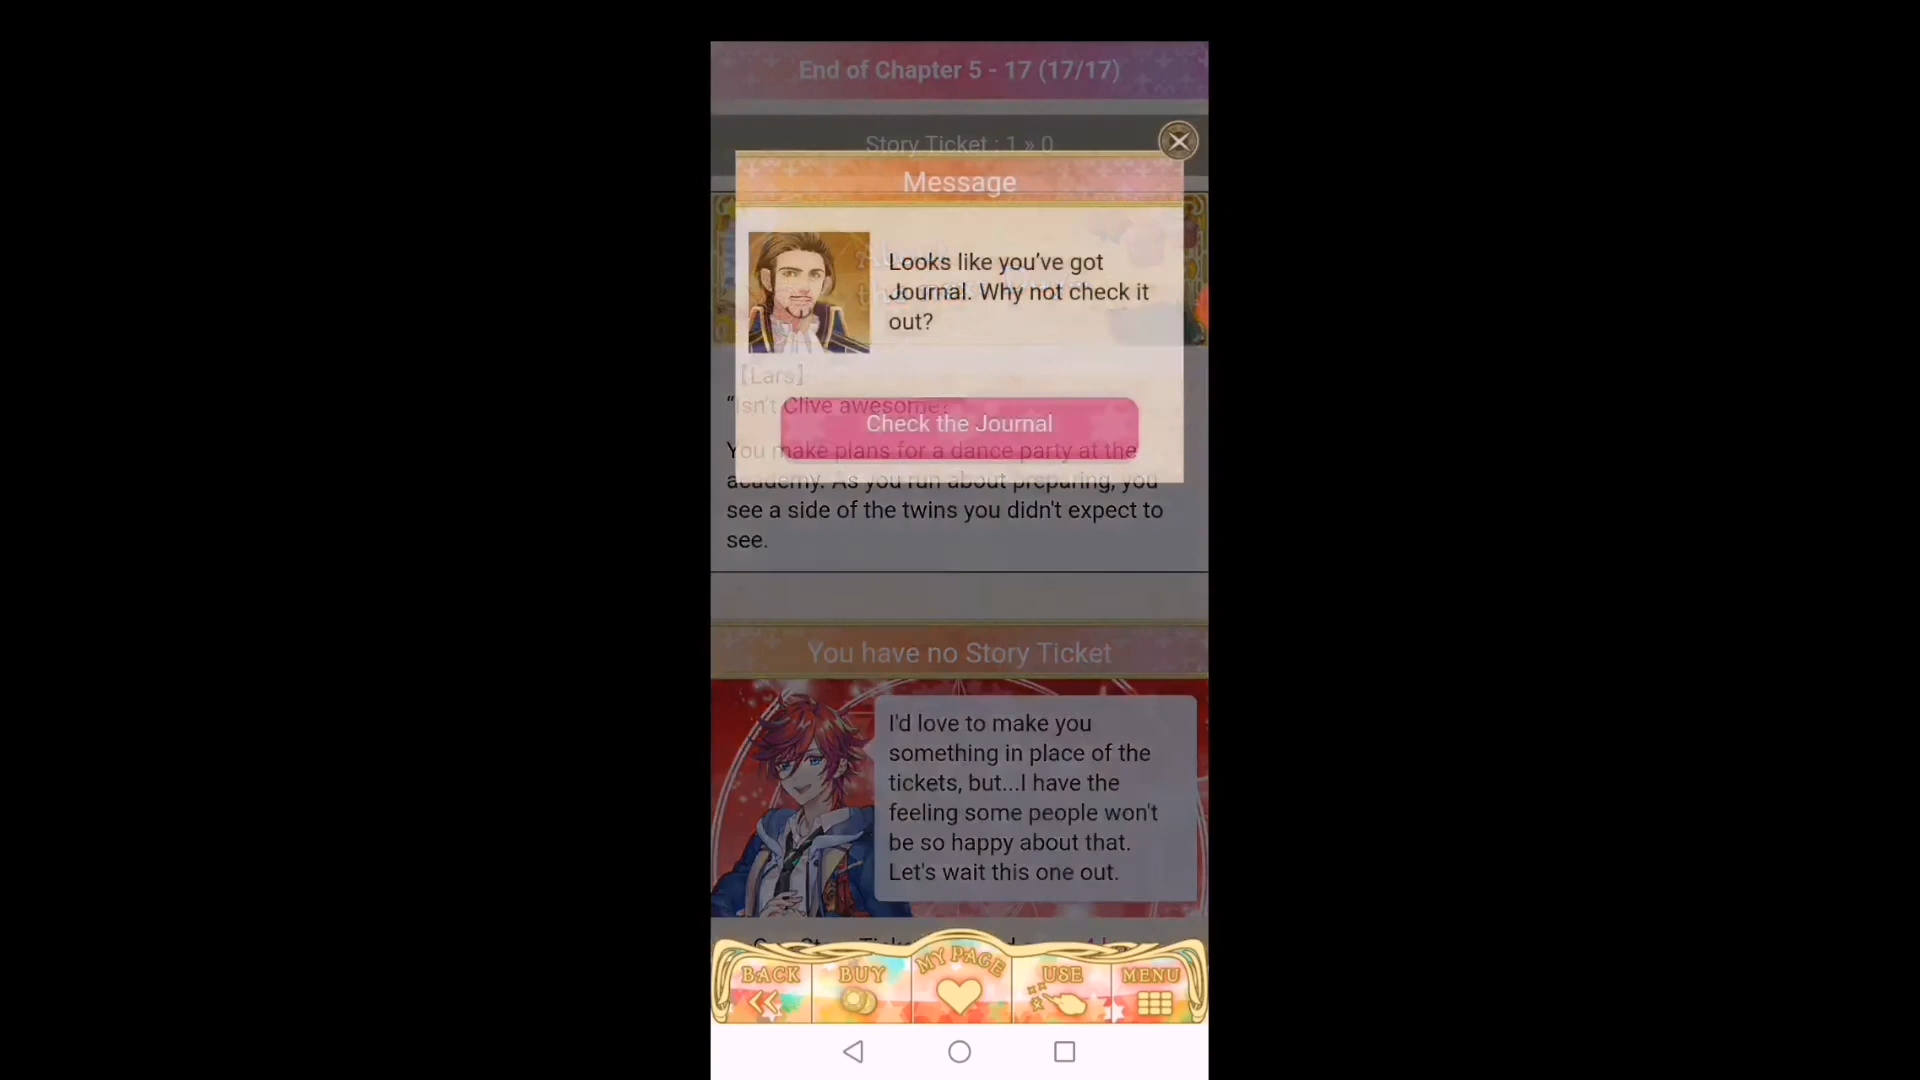 End of Chapter 5 - 17 (17/17)
Story Ticket : 1 » 0
Message
Looks like you've got
Journal. Why not check it
out?
【Lars】
“Isn't Clive awesome?
Check the Journal
You make plans for a dance party at the
academy. As you run about preparing, you
see a side of the twins you didn't expect to
see.
You have no Story Ticket
I'd love to make you
something in place of the
tickets, but...I have the
feeling some people won't
be so happy about that.
Let's wait this one out.
BACK
BUY
MY PAGE
USE
MENU